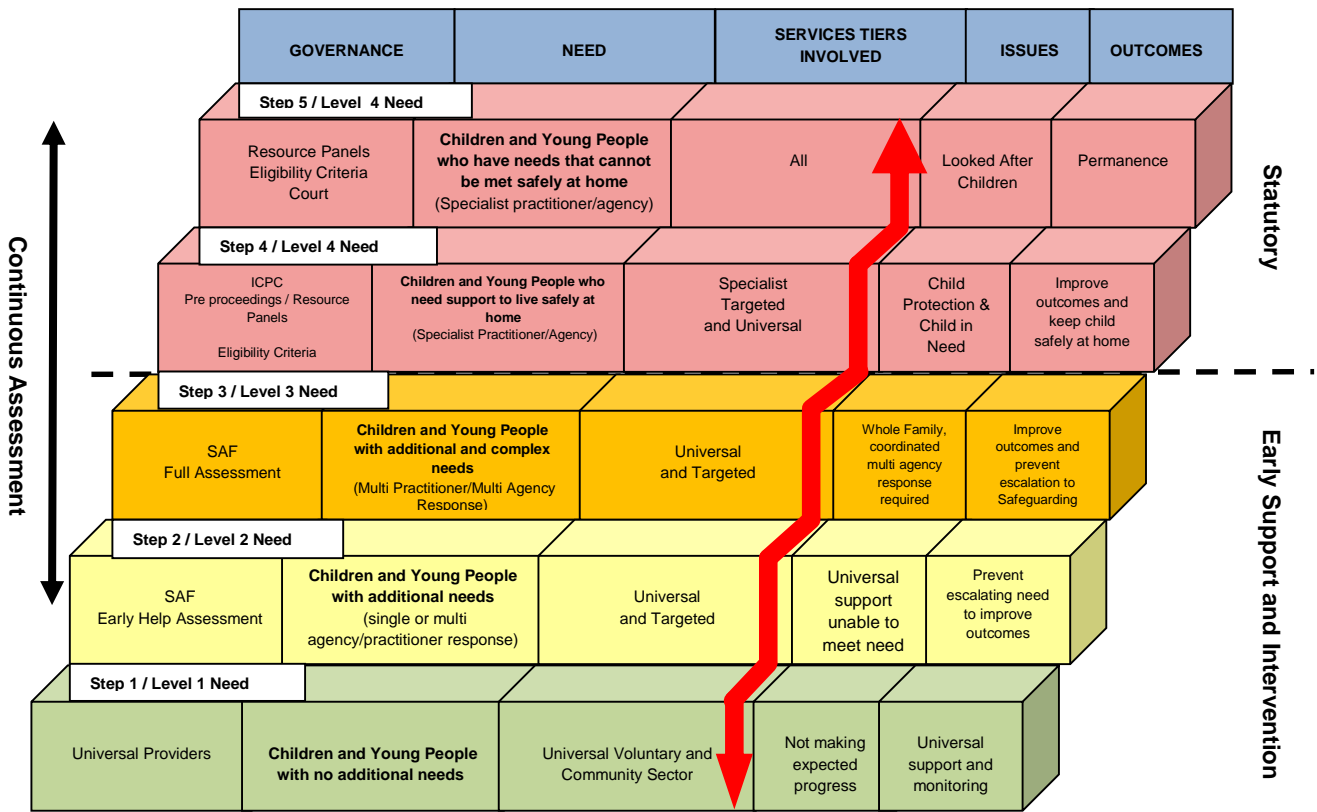 GOVERNANCE
NEED
SERVICES TIERS
INVOLVED
ISSUES
OUTCOMES
Step 5 / Level 4 Need
Resource Panels
Eligibility Criteria
Court
Children and Young People
who have needs that cannot
be met safely at home
(Specialist practitioner/agency)
All
Looked After
Children
Permanence
Step 4 / Level 4 Need
ICPC
Pre proceedings / Resource
Panels
Eligibility Criteria
Children and Young People who
need support to live safely at
home
(Specialist Practitioner/Agency)
Specialist
Targeted
and Universal
Child
Protection &
Child in
Need
Improve
outcomes and
keep child
safely at home
Step 3 / Level 3 Need
SAF
Full Assessment
Children and Young People
with additional and complex
needs
(Multi Practitioner/Multi Agency
Response)
Universal
and Targeted
Whole Family,
coordinated
multi agency
response
required
Improve
outcomes and
prevent
escalation to
Safeguarding
Step 2 / Level 2 Need
SAF
Early Help Assessment
Children and Young People
with additional needs
(single or multi
agency/practitioner response)
Universal
and Targeted
Universal
support
unable to
meet need
Prevent
escalating need
to improve
outcomes
Step 1 / Level 1 Need
Universal Providers
Children and Young People
with no additional needs
Universal Voluntary and
Community Sector
Not making
expected
progress
Universal
support and
monitoring
Continuous Assessment
Statutory
Early Support and Intervention